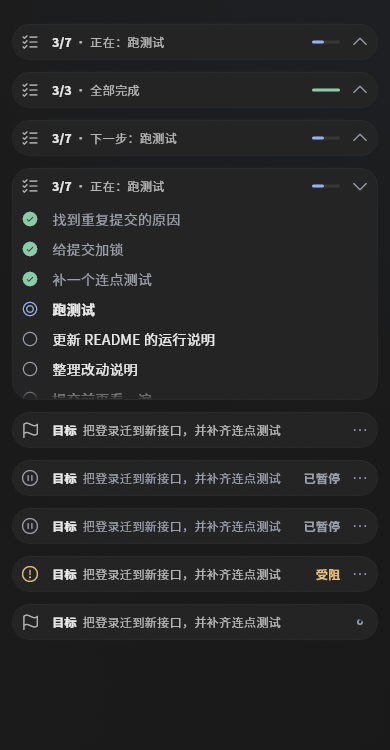 3/7 · 正在：跑测试
3/3 · 全部完成
3/7 · 下一步：跑测试
3/7 · 正在：跑测试
找到重复提交的原因
给提交加锁
补一个连点测试
跑测试
更新 README 的运行说明
整理改动说明
目标 把登录迁到新接口，并补齐连点测试 ···
目标 把登录迁到新接口，并补齐连点测试 已暂停 ···
目标 把登录迁到新接口，并补齐连点测试 已暂停 ···
目标 把登录迁到新接口，并补齐连点测试 受阻 ···
目标 把登录迁到新接口，并补齐连点测试